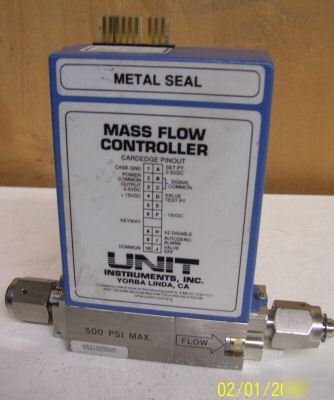 METAL SEAL
MASS FLOW
CONTROLLER
CARDEDGE PINOUT
CASE GND 1 A SET PT.
POWER COMMON 2 B 0-5VDC
OUTPUT 0-5VDC 3 C SIGNAL COMMON
+ 15VDC 4 D VALVE TEST PT.
5 E
6 F - 15VDC
KEYWAY
8 H AZ DISABLE
9 I AUTOZERO ALARM
COMMON 10 J VALVE OFF
UNIT
INSTRUMENTS, INC.
YORBA LINDA, CA
500 PSI MAX.
FLOW
02/01/20